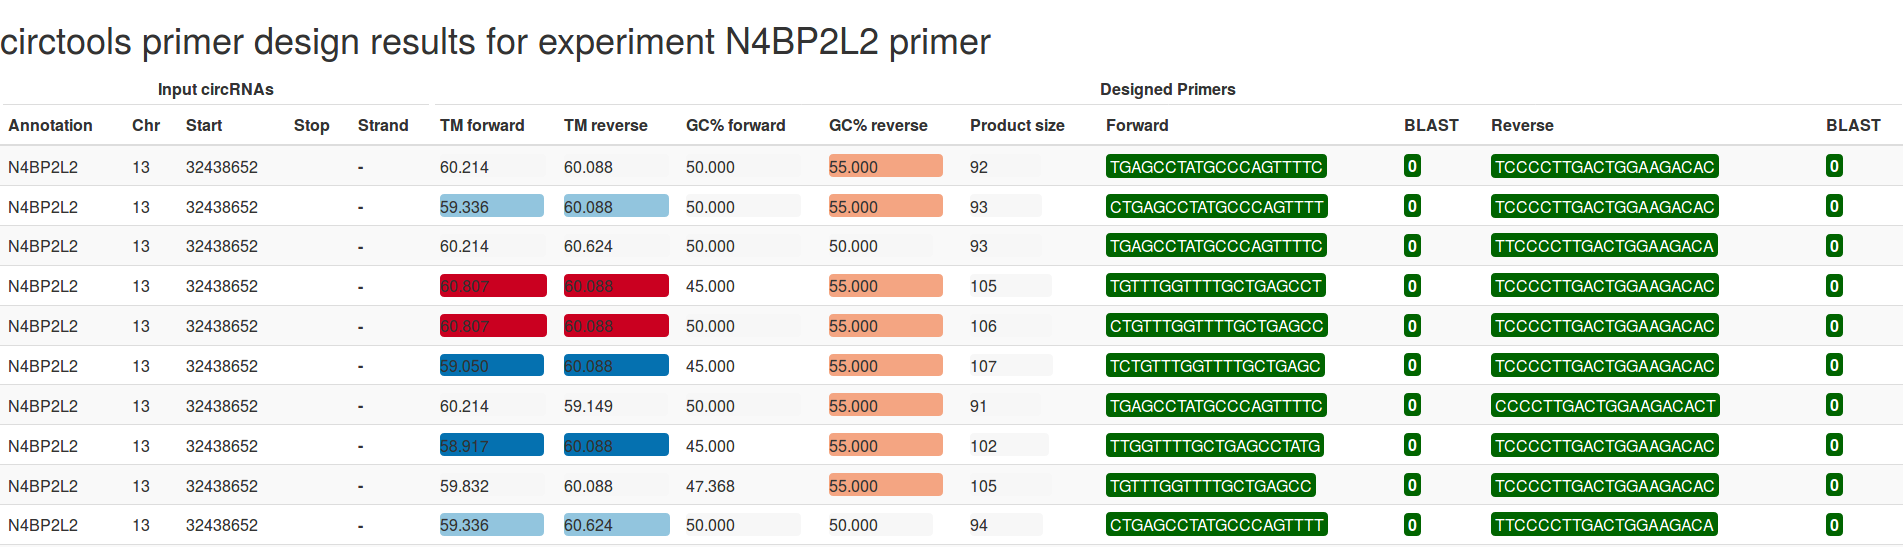 circtools primer design results for experiment N4BP2L2 primer
Input circRNAs Designed Primers
Annotation Chr Start Stop Strand TM forward TM reverse GC% forward GC% reverse Product size Forward BLAST Reverse BLAST
N4BP2L2 13 32438652 - 60.214 60.088 50.000 55.000 92 TGAGCCTATGCCCAGTTTTC 0 TCCCCTTGACTGGAAGACAC 0
N4BP2L2 13 32438652 - 59.336 60.088 50.000 55.000 93 CTGAGCCTATGCCCAGTTTT 0 TCCCCTTGACTGGAAGACAC 0
N4BP2L2 13 32438652 - 60.214 60.624 50.000 50.000 93 TGAGCCTATGCCCAGTTTTC 0 TTCCCCTTGACTGGAAGACA 0
N4BP2L2 13 32438652 - 60.807 60.088 45.000 55.000 105 TGTTTGGTTTTGCTGAGCCT 0 TCCCCTTGACTGGAAGACAC 0
N4BP2L2 13 32438652 - 60.807 60.088 50.000 55.000 106 CTGTTTGGTTTTGCTGAGCC 0 TCCCCTTGACTGGAAGACAC 0
N4BP2L2 13 32438652 - 59.050 60.088 45.000 55.000 107 TCTGTTTGGTTTTGCTGAGC 0 TCCCCTTGACTGGAAGACAC 0
N4BP2L2 13 32438652 - 60.214 59.149 50.000 55.000 91 TGAGCCTATGCCCAGTTTTC 0 CCCCTTGACTGGAAGACACT 0
N4BP2L2 13 32438652 - 58.917 60.088 45.000 55.000 102 TTGGTTTTGCTGAGCCTATG 0 TCCCCTTGACTGGAAGACAC 0
N4BP2L2 13 32438652 - 59.832 60.088 47.368 55.000 105 TGTTTGGTTTTGCTGAGCC 0 TCCCCTTGACTGGAAGACAC 0
N4BP2L2 13 32438652 - 59.336 60.624 50.000 50.000 94 CTGAGCCTATGCCCAGTTTT 0 TTCCCCTTGACTGGAAGACA 0